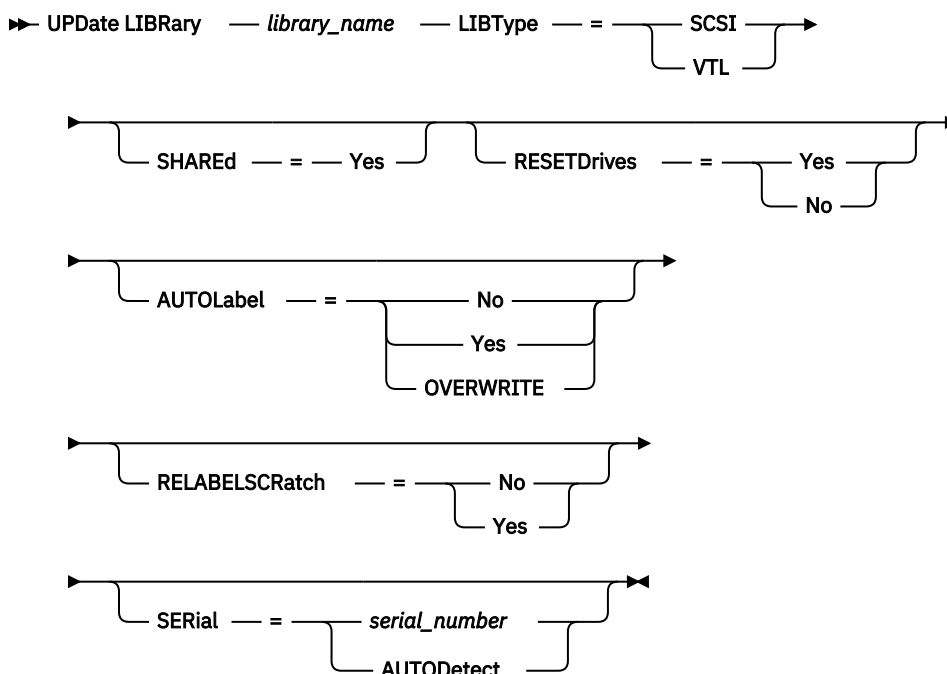 UPDate LIBRary library_name LIBType = SCSI
VTL
SHAREd = Yes RESETDrives = Yes
No
AUTOLabel = No
Yes
OVERWRITE
RELABELSCRatch = No
Yes
SERial = serial_number
AUTODetect